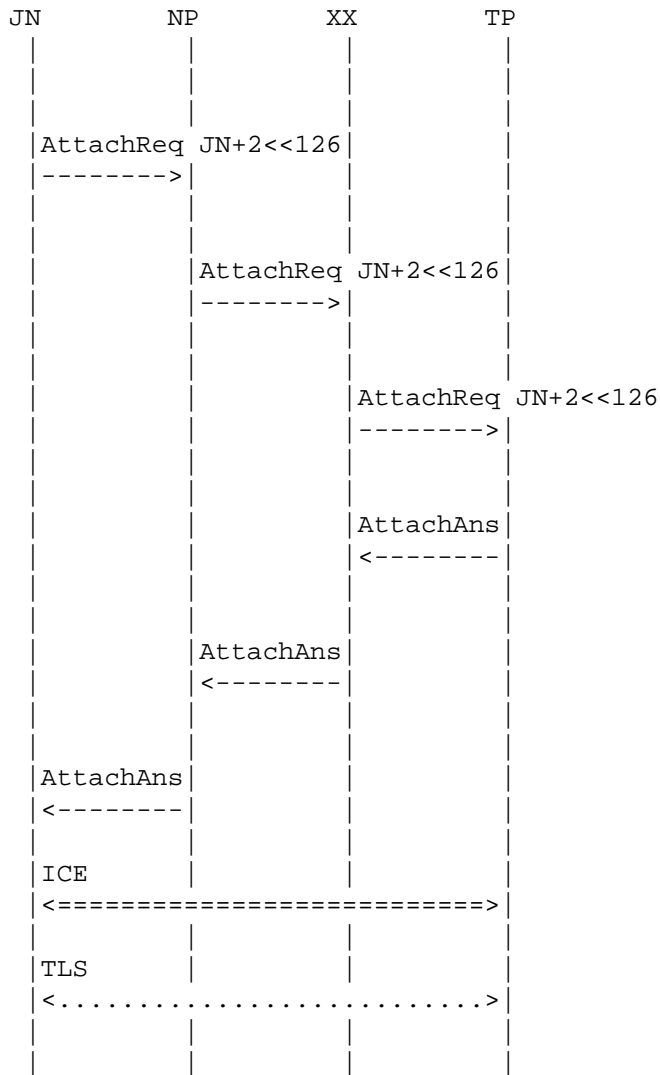 JN NP XX TP
AttachReq JN+2<<126
AttachReq JN+2<<126
AttachReq JN+2<<126
AttachAns
AttachAns
AttachAns
ICE
TLS